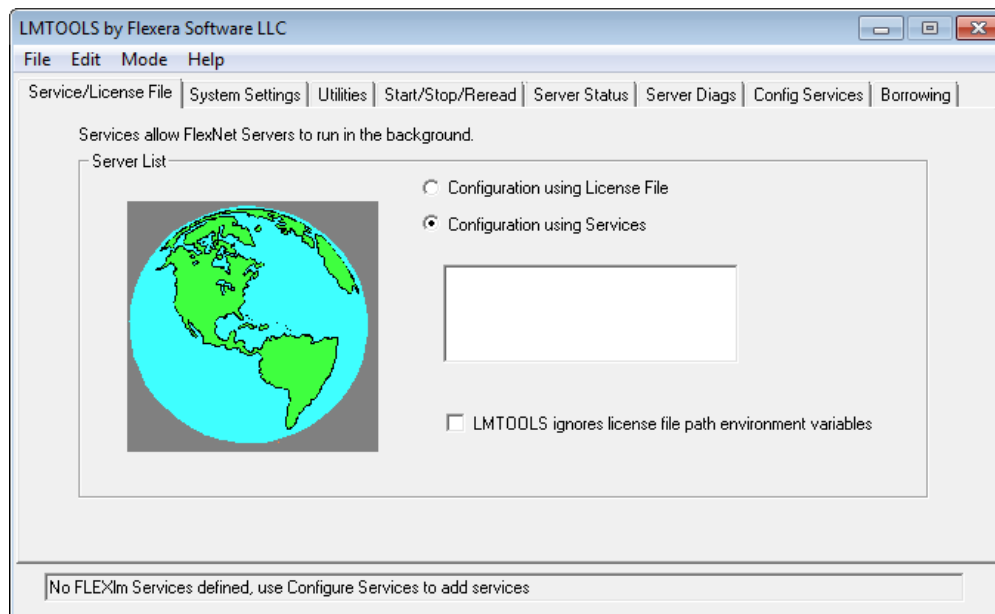 LMTOOLS by Flexera Software LLC
File Edit Mode Help
Service/License File System Settings Utilities Start/Stop/Reread Server Status Server Diags Config Services Borrowing
Services allow FlexNet Servers to run in the background.
Server List
Configuration using License File
Configuration using Services
LMTOOLS ignores license file path environment variables
No FLEXlm Services defined, use Configure Services to add services